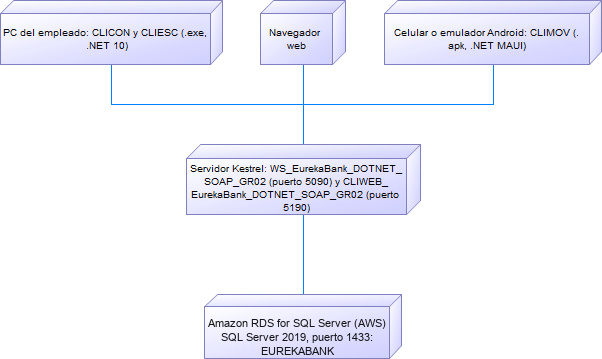 PC del empleado: CLICON y CLIESC (.exe,
.NET 10)
Navegador
web
Celular o emulador Android: CLIMOV (.
apk, .NET MAUI)
Servidor Kestrel: WS_EurekaBank_DOTNET_
SOAP_GR02 (puerto 5090) y CLIWEB_
EurekaBank_DOTNET_SOAP_GR02 (puerto
5190)
Amazon RDS for SQL Server (AWS)
SQL Server 2019, puerto 1433:
EUREKABANK